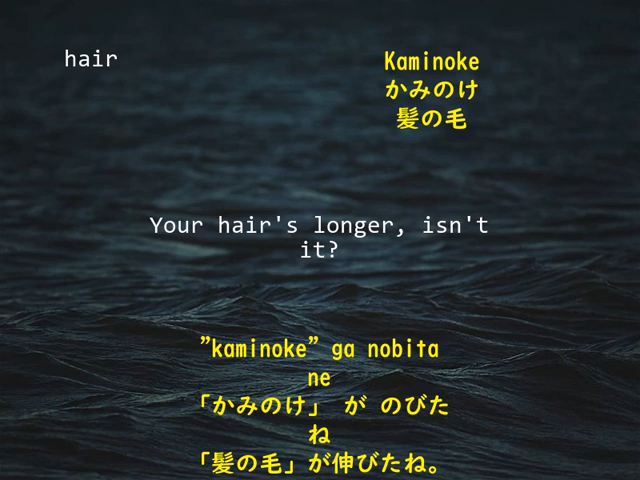 hair
Kaminoke
かみのけ
髪の毛
Your hair's longer, isn't
it?
”kaminoke” ga nobita
ne
「かみのけ」 が のびた
ね
「髪の毛」が伸びたね。